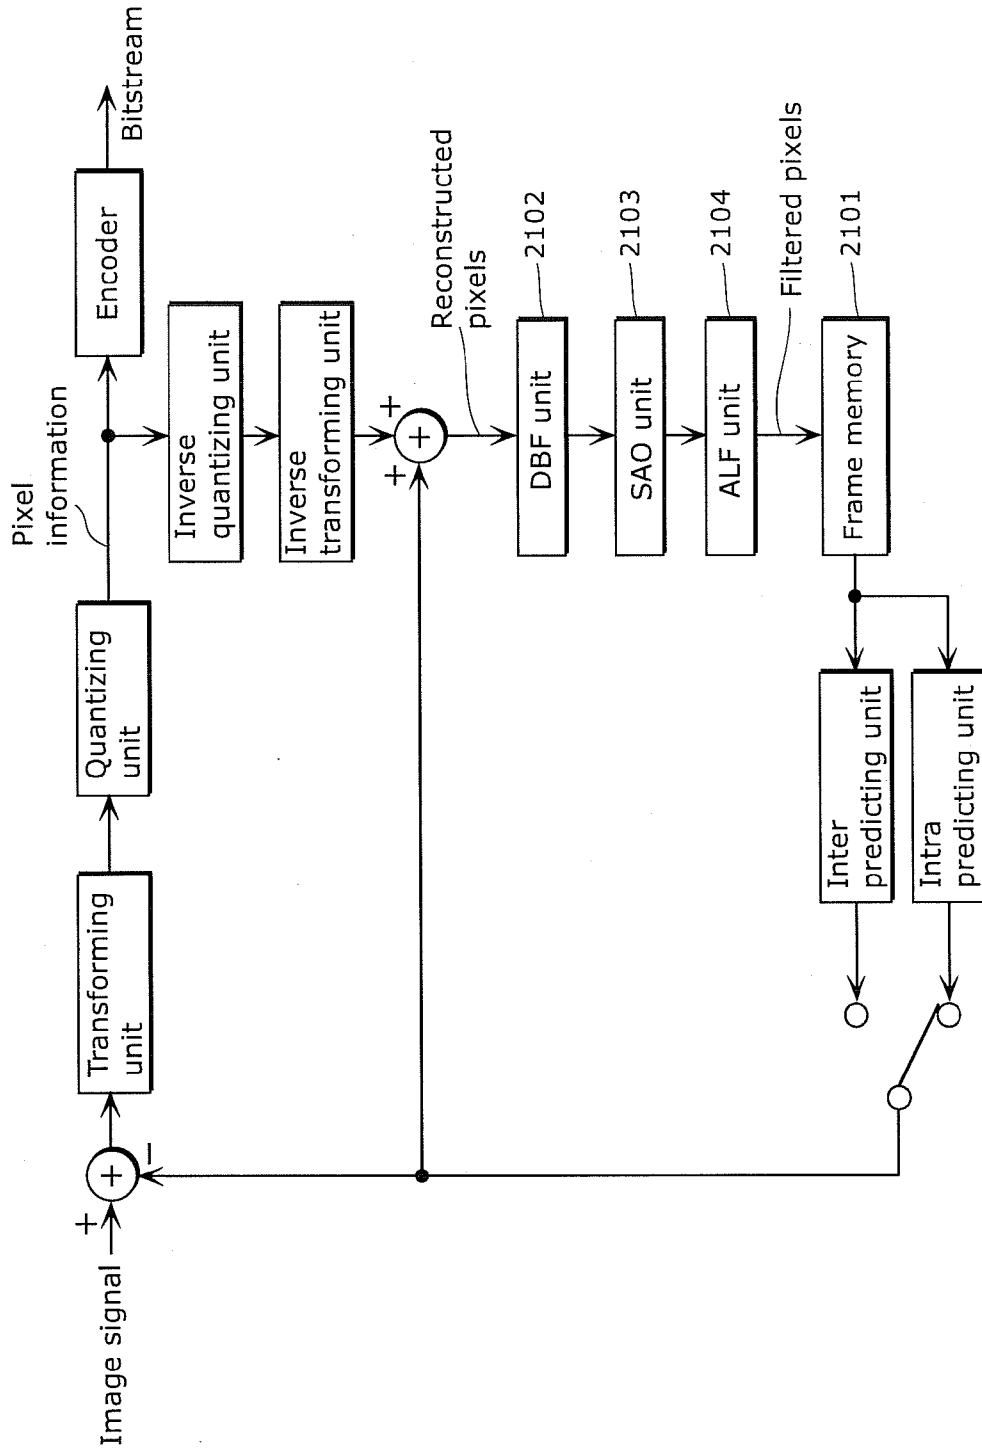 Image signal
+
+
−
Transforming
unit
Quantizing
unit
Pixel
information
Encoder
Bitstream
Inverse
quantizing unit
Inverse
transforming unit
+
+
+
Reconstructed
pixels
DBF unit
2102
SAO unit
2103
ALF unit
2104
Filtered pixels
Frame memory
2101
Inter
predicting unit
Intra
predicting unit